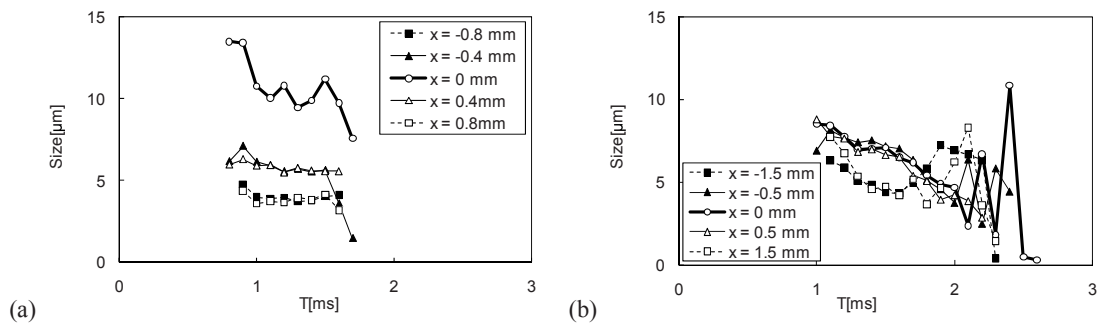 15
10
5
0
Size[µm]
0
1
2
3
T[ms]
x = -0.8 mm
x = -0.4 mm
x = 0 mm
x = 0.4mm
x = 0.8mm
(a)
15
10
5
0
Size[µm]
0
1
2
3
T[ms]
x = -1.5 mm
x = -0.5 mm
x = 0 mm
x = 0.5 mm
x = 1.5 mm
(b)